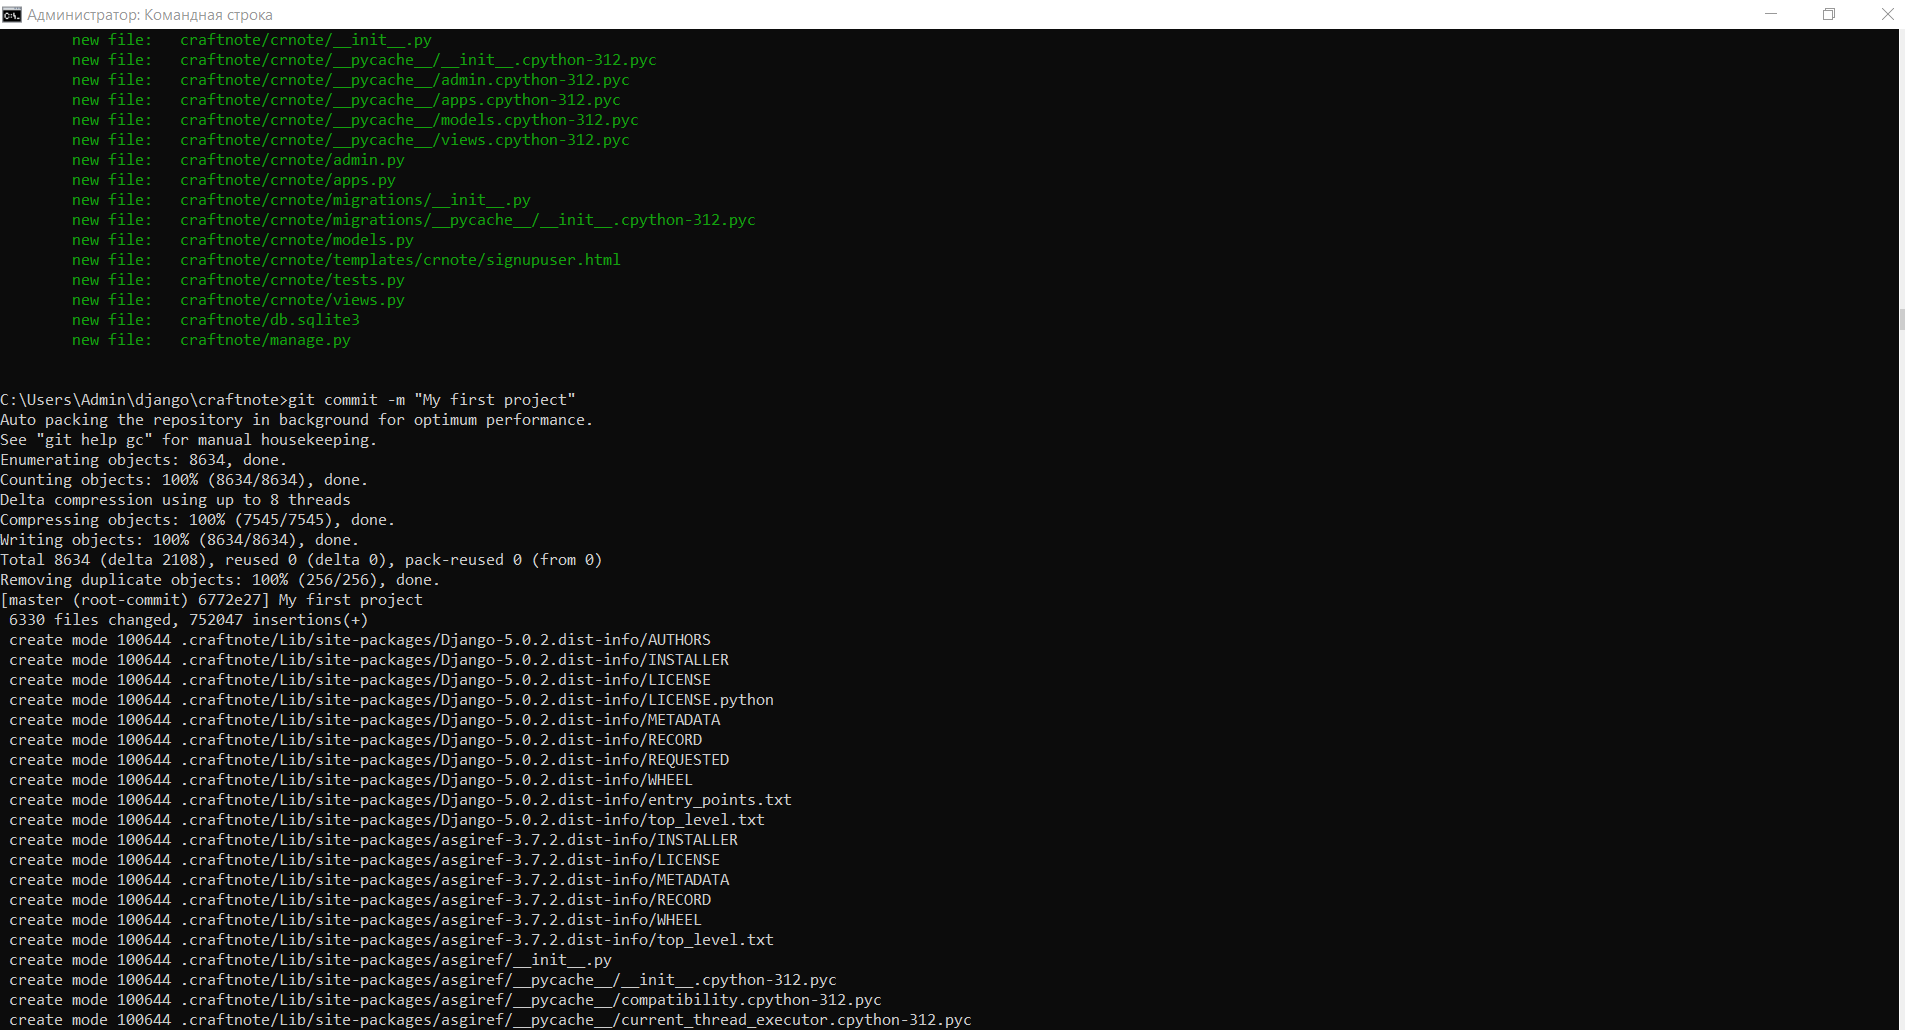 Администратор: Командная строка
new file:   craftnote/crnote/__init__.py
new file:   craftnote/crnote/__pycache__/__init__.cpython-312.pyc
new file:   craftnote/crnote/__pycache__/admin.cpython-312.pyc
new file:   craftnote/crnote/__pycache__/apps.cpython-312.pyc
new file:   craftnote/crnote/__pycache__/models.cpython-312.pyc
new file:   craftnote/crnote/__pycache__/views.cpython-312.pyc
new file:   craftnote/crnote/admin.py
new file:   craftnote/crnote/apps.py
new file:   craftnote/crnote/migrations/__init__.py
new file:   craftnote/crnote/migrations/__pycache__/__init__.cpython-312.pyc
new file:   craftnote/crnote/models.py
new file:   craftnote/crnote/templates/crnote/signupuser.html
new file:   craftnote/crnote/tests.py
new file:   craftnote/crnote/views.py
new file:   craftnote/db.sqlite3
new file:   craftnote/manage.py
C:\Users\Admin\django\craftnote>git commit -m "My first project"
Auto packing the repository in background for optimum performance.
See "git help gc" for manual housekeeping.
Enumerating objects: 8634, done.
Counting objects: 100% (8634/8634), done.
Delta compression using up to 8 threads
Compressing objects: 100% (7545/7545), done.
Writing objects: 100% (8634/8634), done.
Total 8634 (delta 2108), reused 0 (delta 0), pack-reused 0 (from 0)
Removing duplicate objects: 100% (256/256), done.
[master (root-commit) 6772e27] My first project
6330 files changed, 752047 insertions(+)
create mode 100644 .craftnote/Lib/site-packages/Django-5.0.2.dist-info/AUTHORS
create mode 100644 .craftnote/Lib/site-packages/Django-5.0.2.dist-info/INSTALLER
create mode 100644 .craftnote/Lib/site-packages/Django-5.0.2.dist-info/LICENSE
create mode 100644 .craftnote/Lib/site-packages/Django-5.0.2.dist-info/LICENSE.python
create mode 100644 .craftnote/Lib/site-packages/Django-5.0.2.dist-info/METADATA
create mode 100644 .craftnote/Lib/site-packages/Django-5.0.2.dist-info/RECORD
create mode 100644 .craftnote/Lib/site-packages/Django-5.0.2.dist-info/REQUESTED
create mode 100644 .craftnote/Lib/site-packages/Django-5.0.2.dist-info/WHEEL
create mode 100644 .craftnote/Lib/site-packages/Django-5.0.2.dist-info/entry_points.txt
create mode 100644 .craftnote/Lib/site-packages/Django-5.0.2.dist-info/top_level.txt
create mode 100644 .craftnote/Lib/site-packages/asgiref-3.7.2.dist-info/INSTALLER
create mode 100644 .craftnote/Lib/site-packages/asgiref-3.7.2.dist-info/LICENSE
create mode 100644 .craftnote/Lib/site-packages/asgiref-3.7.2.dist-info/METADATA
create mode 100644 .craftnote/Lib/site-packages/asgiref-3.7.2.dist-info/RECORD
create mode 100644 .craftnote/Lib/site-packages/asgiref-3.7.2.dist-info/WHEEL
create mode 100644 .craftnote/Lib/site-packages/asgiref-3.7.2.dist-info/top_level.txt
create mode 100644 .craftnote/Lib/site-packages/asgiref/__init__.py
create mode 100644 .craftnote/Lib/site-packages/asgiref/__pycache__/__init__.cpython-312.pyc
create mode 100644 .craftnote/Lib/site-packages/asgiref/__pycache__/compatibility.cpython-312.pyc
create mode 100644 .craftnote/Lib/site-packages/asgiref/__pycache__/current_thread_executor.cpython-312.pyc